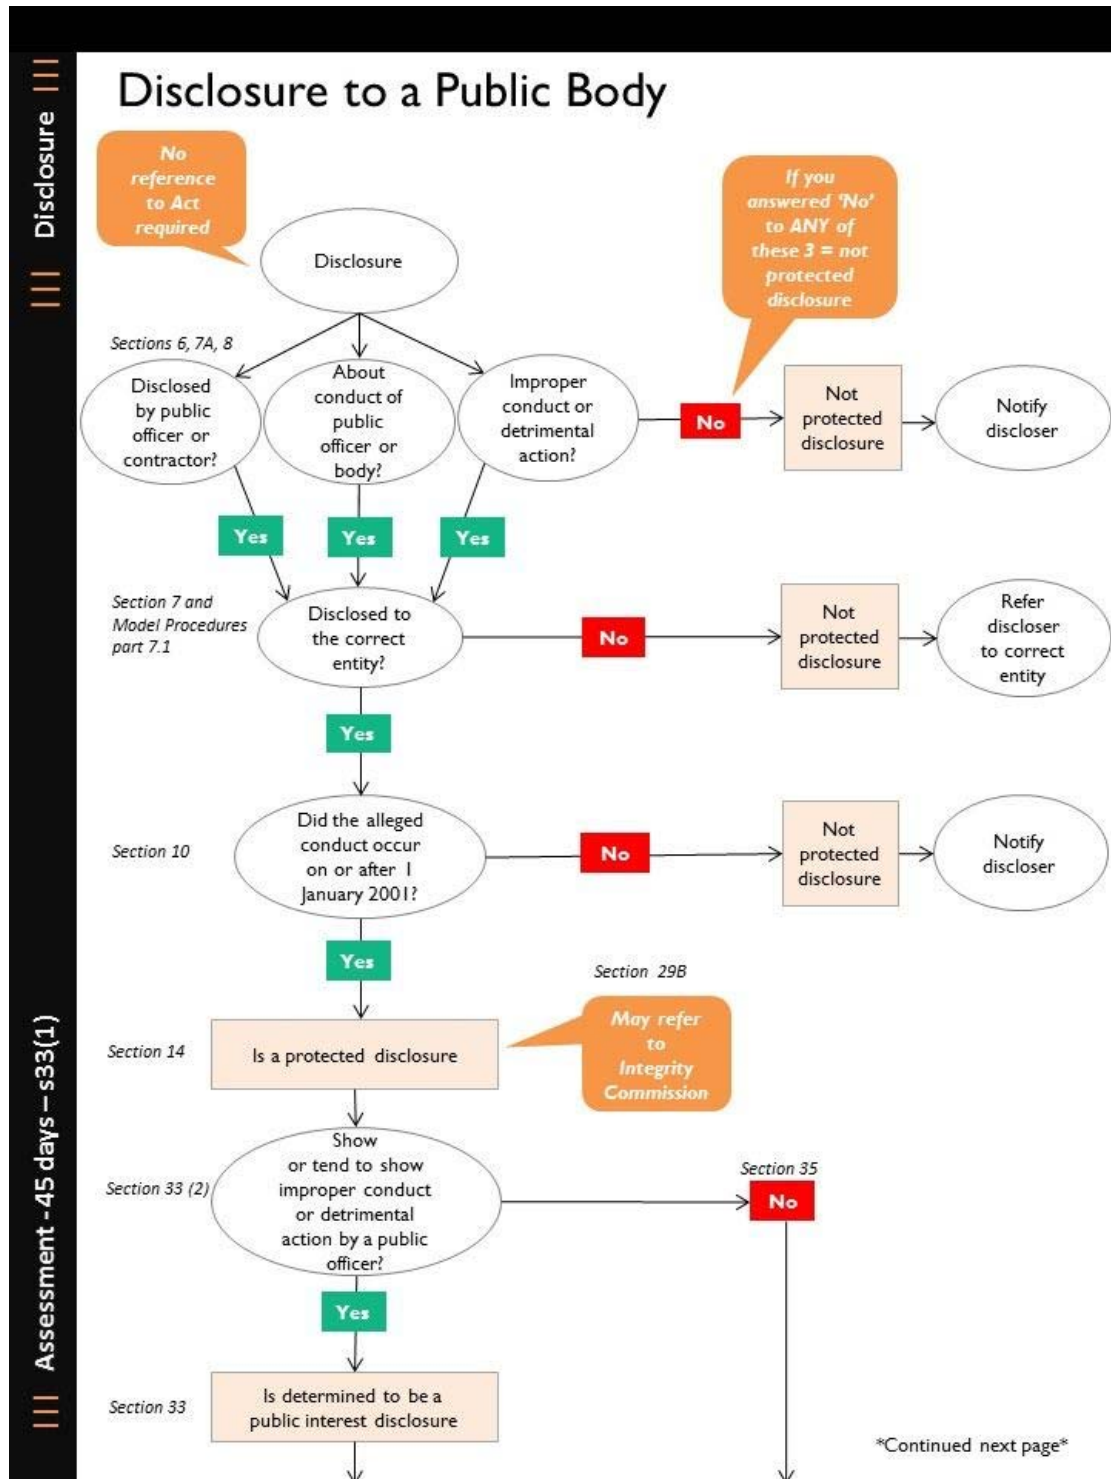 Disclosure to a Public Body
Disclosure
No
reference
to Act
required
If you
answered 'No'
to ANY of
these 3 = not
protected
disclosure
Disclosure
Sections 6, 7A, 8
Disclosed
by public
officer or
contractor?
About
conduct of
public
officer or
body?
Improper
conduct or
detrimental
action?
No
Not
protected
disclosure
Notify
discloser
Yes
Yes
Yes
Section 7 and
Model Procedures
part 7.1
Disclosed to
the correct
entity?
No
Not
protected
disclosure
Refer
discloser
to correct
entity
Yes
Section 10
Did the alleged
conduct occur
on or after 1
January 2001?
No
Not
protected
disclosure
Notify
discloser
Yes
Section 29B
May refer
to
Integrity
Commission
Assessment -45 days – s33(1)
Section 14
Is a protected disclosure
Section 33 (2)
Show
or tend to show
improper conduct
or detrimental
action by a public
officer?
Section 35
No
Yes
Section 33
Is determined to be a
public interest disclosure
*Continued next page*